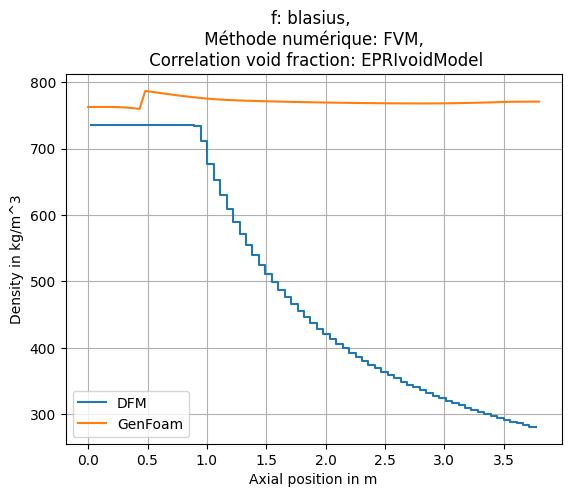 f: blasius,
Méthode numérique: FVM,
Correlation void fraction: EPRIvoidModel
800
700
600
500
400
300
Density in kg/m^3
DFM
GenFoam
0.0 0.5 1.0 1.5 2.0 2.5 3.0 3.5
Axial position in m